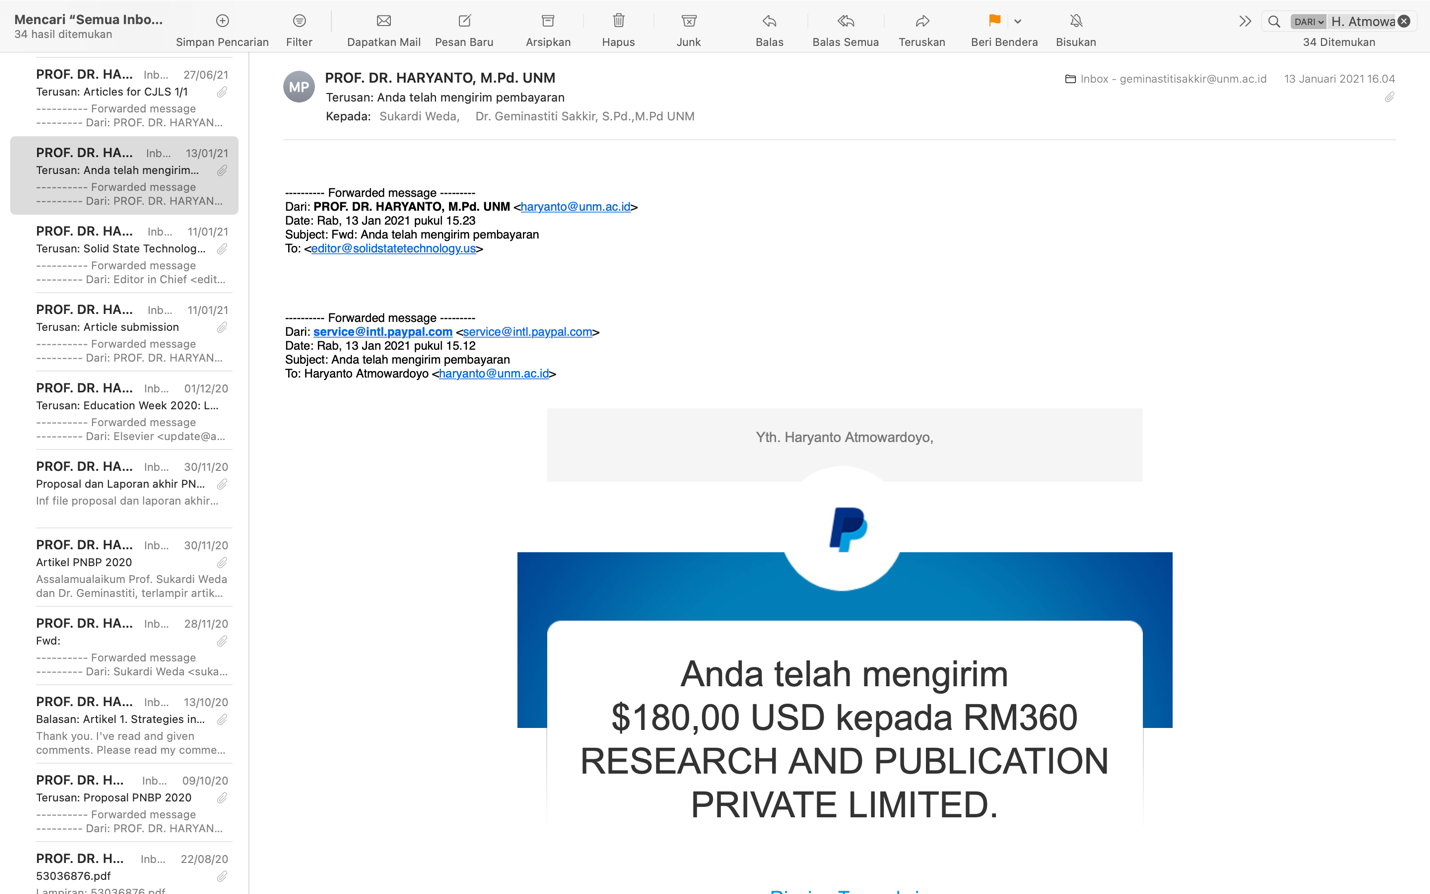 Mencari “Semua Inbo...
34 hasil ditemukan
Simpan Pencarian
Filter
Dapatkan Mail
Pesan Baru
Arsipkan
Hapus
Junk
Balas
Balas Semua
Teruskan
Beri Bendera
Bisukan
DARI H. Atmowa
34 Ditemukan
PROF. DR. HA... Inb... 27/06/21
Terusan: Articles for CJLS 1/1
---------- Forwarded message
--------- Dari: PROF. DR. HARYAN...
PROF. DR. HA... Inb... 13/01/21
Terusan: Anda telah mengirim...
---------- Forwarded message
--------- Dari: PROF. DR. HARYAN...
PROF. DR. HA... Inb... 11/01/21
Terusan: Solid State Technolog...
---------- Forwarded message
--------- Dari: Editor in Chief <edit...
PROF. DR. HA... Inb... 11/01/21
Terusan: Article submission
---------- Forwarded message
--------- Dari: PROF. DR. HARYAN...
PROF. DR. HA... Inb... 01/12/20
Terusan: Education Week 2020: L...
---------- Forwarded message
--------- Dari: Elsevier <update@a...
PROF. DR. HA... Inb... 30/11/20
Proposal dan Laporan akhir PN...
Inf file proposal dan laporan akhir...
PROF. DR. HA... Inb... 30/11/20
Artikel PNBP 2020
Assalamualaikum Prof. Sukardi Weda
dan Dr. Geminastiti, terlampir artik...
PROF. DR. HA... Inb... 28/11/20
Fwd:
---------- Forwarded message
--------- Dari: Sukardi Weda <suka...
PROF. DR. HA... Inb... 13/10/20
Balasan: Artikel 1. Strategies in...
Thank you. I've read and given
comments. Please read my comme...
PROF. DR. H... Inb... 09/10/20
Terusan: Proposal PNBP 2020
---------- Forwarded message
--------- Dari: PROF. DR. HARYAN...
PROF. DR. H... Inb... 22/08/20
53036876.pdf
Lampiran: 53036876.pdf
MP
PROF. DR. HARYANTO, M.Pd. UNM
Inbox - geminastitisakkir@unm.ac.id 13 Januari 2021 16.04
Terusan: Anda telah mengirim pembayaran
Kepada: Sukardi Weda, Dr. Geminastiti Sakkir, S.Pd.,M.Pd UNM
---------- Forwarded message ---------
Dari: PROF. DR. HARYANTO, M.Pd. UNM <haryanto@unm.ac.id>
Date: Rab, 13 Jan 2021 pukul 15.23
Subject: Fwd: Anda telah mengirim pembayaran
To: <editor@solidstatetechnology.us>
---------- Forwarded message ---------
Dari: service@intl.paypal.com <service@intl.paypal.com>
Date: Rab, 13 Jan 2021 pukul 15.12
Subject: Anda telah mengirim pembayaran
To: Haryanto Atmowardoyo <haryanto@unm.ac.id>
Yth. Haryanto Atmowardoyo,
Anda telah mengirim
$180,00 USD kepada RM360
RESEARCH AND PUBLICATION
PRIVATE LIMITED.